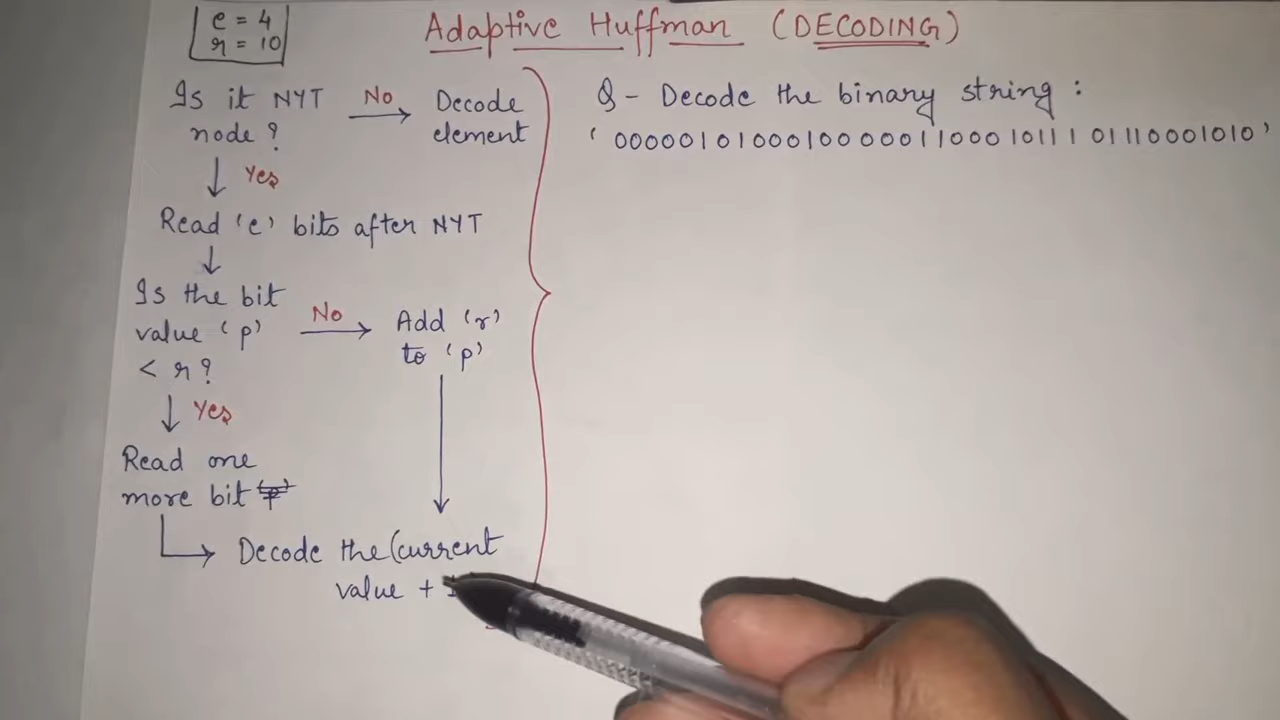 e = 4
r = 10
Adaptive Huffman (DECODING)
Is it NYT
node ?
No
Decode
element
Yes
Read 'e' bits after NYT
Is the bit
value 'p'
< r ?
No
Add 'r'
to 'p'
Yes
Read one
more bit
Decode the (current
value +
Q - Decode the binary string :
' 00000101000100000110001011101110001010 '